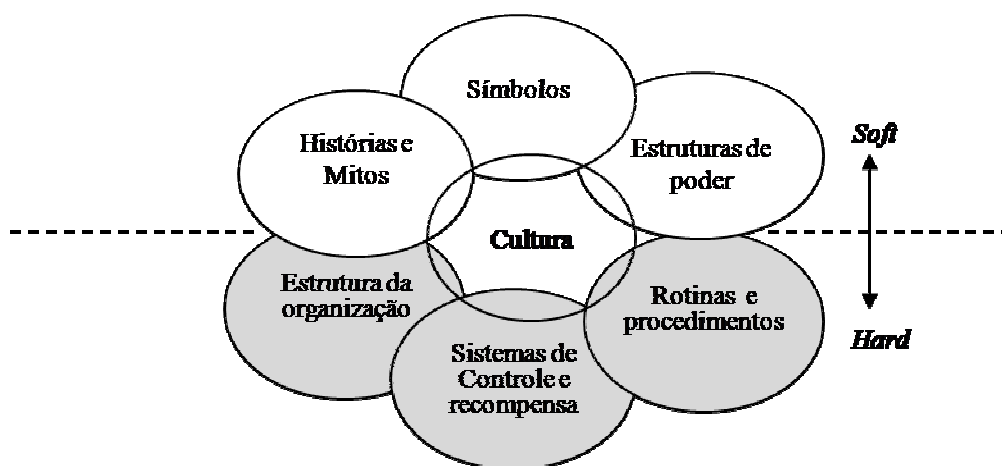 Símbolos
Histórias e
Mitos
Estruturas de
poder
Soft
Cultura
Estrutura da
organização
Rotinas e
procedimentos
Hard
Sistemas de
Controle e
recompensa